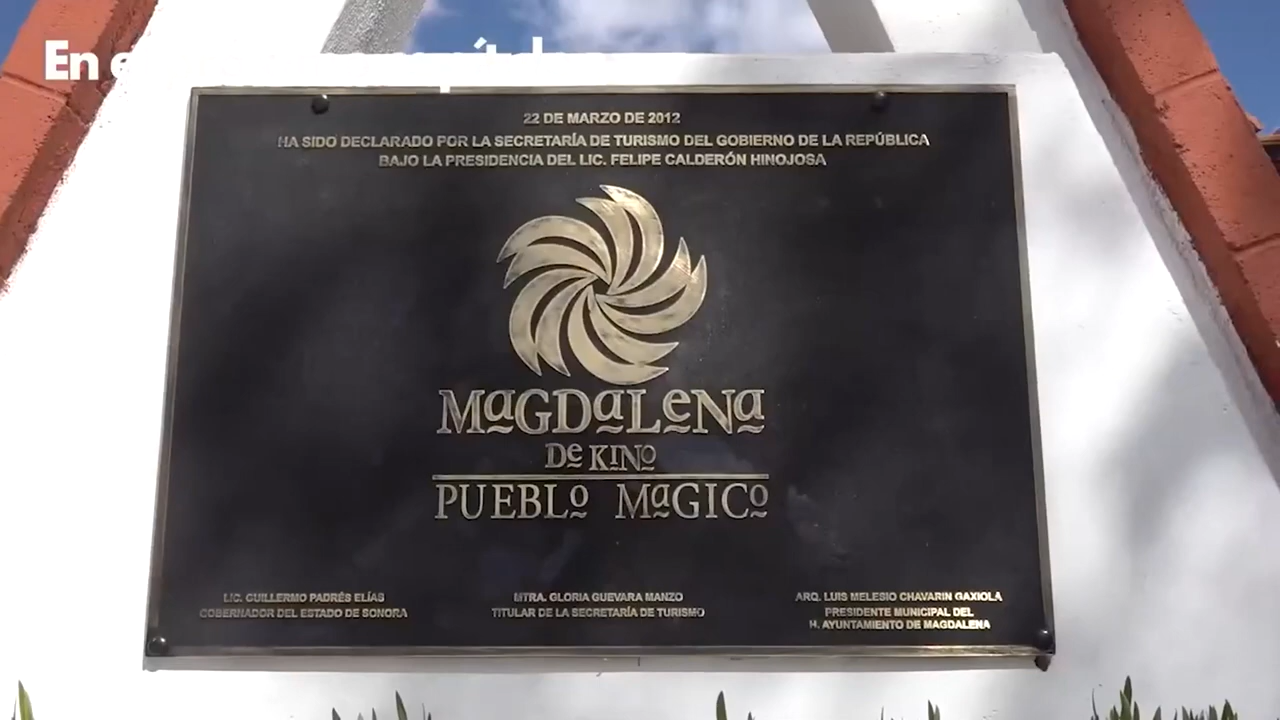 En
22 DE MARZO DE 2012
HA SIDO DECLARADO POR LA SECRETARÍA DE TURISMO DEL GOBIERNO DE LA REPÚBLICA
BAJO LA PRESIDENCIA DEL LIC. FELIPE CALDERÓN HINOJOSA
MaGDaLeNa
De KINo
PUEBLo MaGICo
LIC. GUILLERMO PADRÉS ELÍAS
GOBERNADOR DEL ESTADO DE SONORA
MTRA. GLORIA GUEVARA MANZO
TITULAR DE LA SECRETARÍA DE TURISMO
ARQ. LUIS MELESIO CHAVARIN GAXIOLA
PRESIDENTE MUNICIPAL DEL
H. AYUNTAMIENTO DE MAGDALENA